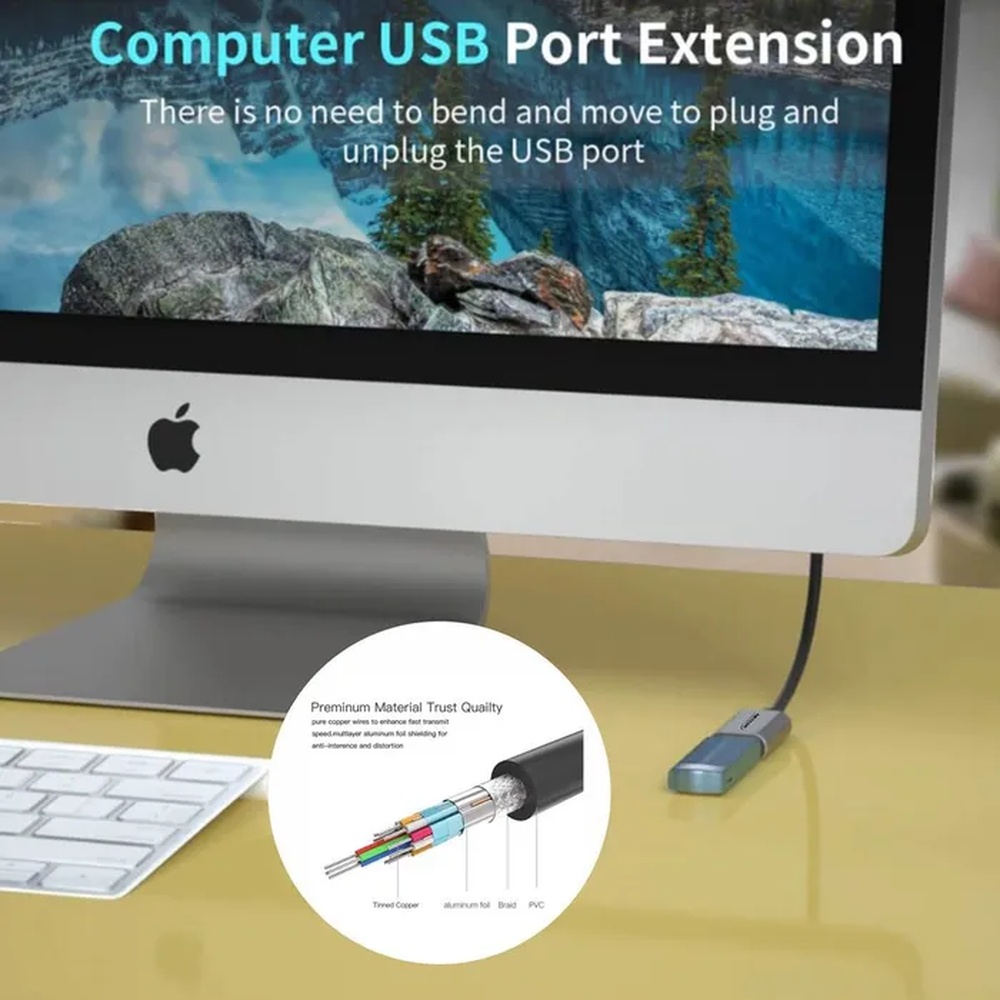 Computer USB Port Extension
There is no need to bend and move to plug and
unplug the USB port
Preminum Material Trust Quailty
pure copper wires to enhance fast transmit
speed.multlayer aluminum foil shielding for
anti-interence and distortion
Tinned Copper aluminum foil Braid PVC